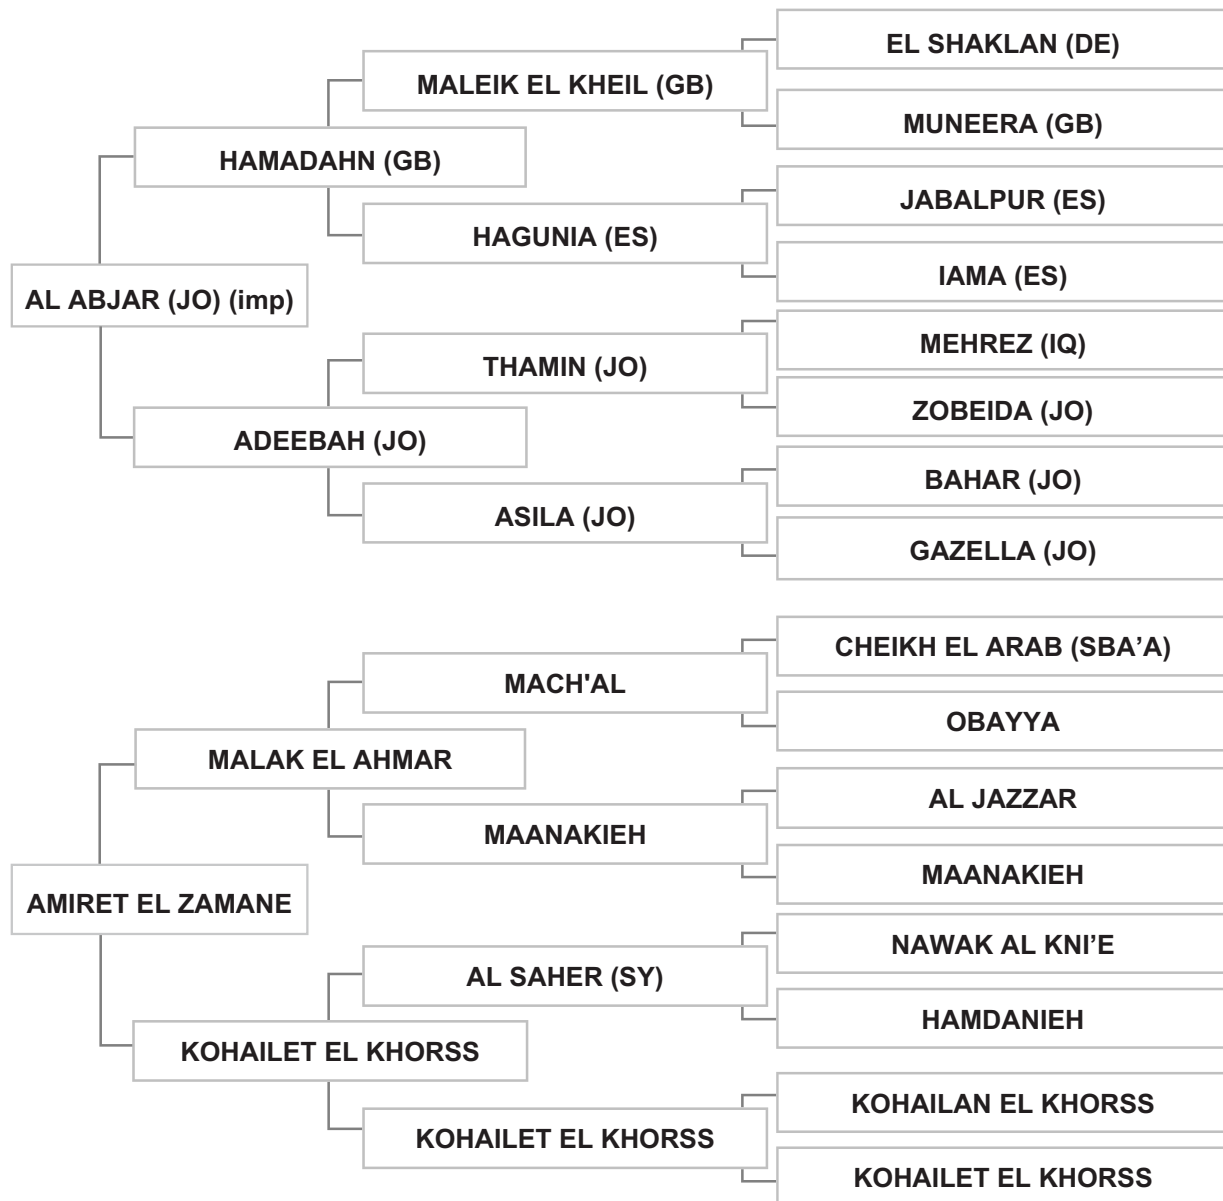 EL SHAKLAN (DE)
MALEIK EL KHEIL (GB)
MUNEERA (GB)
HAMADAHN (GB)
JABALPUR (ES)
HAGUNIA (ES)
IAMA (ES)
AL ABJAR (JO) (imp)
MEHREZ (IQ)
THAMIN (JO)
ZOBEIDA (JO)
ADEEBAH (JO)
BAHAR (JO)
ASILA (JO)
GAZELLA (JO)
CHEIKH EL ARAB (SBA’A)
MACH'AL
OBAYYA
MALAK EL AHMAR
AL JAZZAR
MAANAKIEH
MAANAKIEH
AMIRET EL ZAMANE
NAWAK AL KNI’E
AL SAHER (SY)
HAMDANIEH
KOHAILET EL KHORSS
KOHAILAN EL KHORSS
KOHAILET EL KHORSS
KOHAILET EL KHORSS